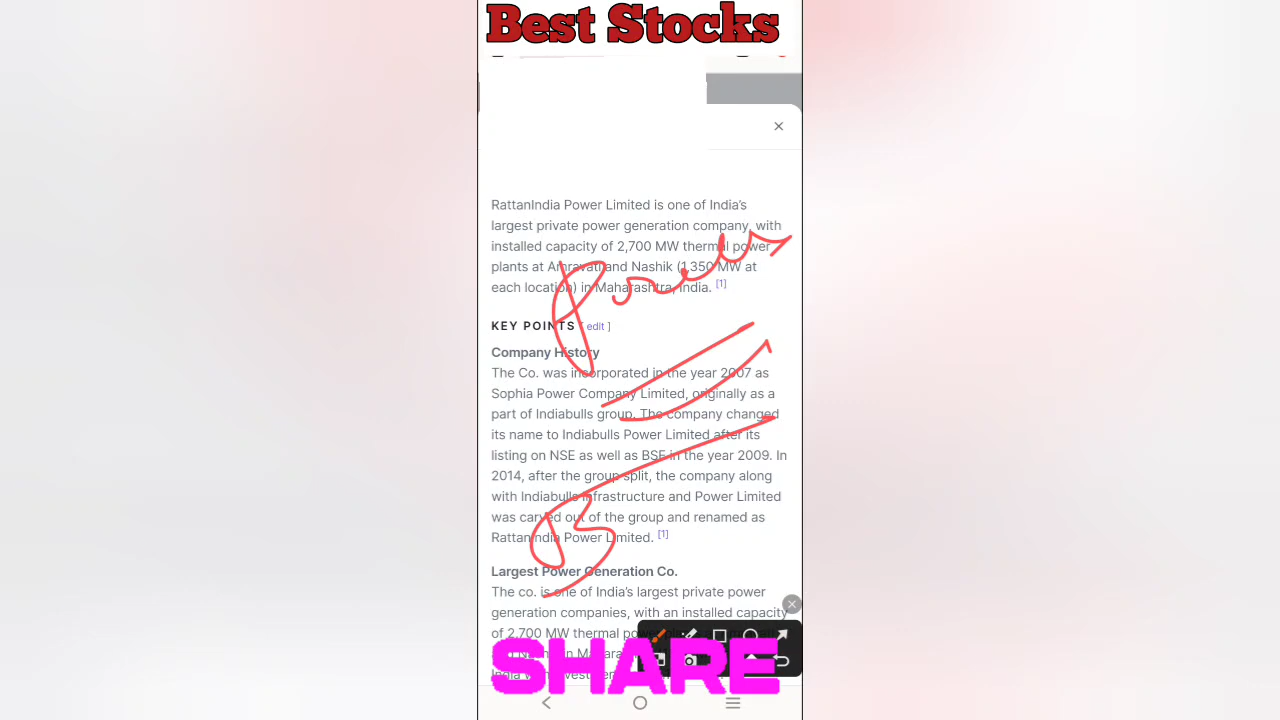 Best Stocks
RattanIndia Power Limited is one of India's
largest private power generation company, with
installed capacity of 2,700 MW thermal power
plants at Amravati and Nashik (1,350 MW at
each location) in Maharashtra, India. [1]
Power
KEY POINTS [ edit ]
Company History
The Co. was incorporated in the year 2007 as
Sophia Power Company Limited, originally as a
part of Indiabulls group. The company changed
its name to Indiabulls Power Limited after its
listing on NSE as well as BSE in the year 2009. In
2014, after the group split, the company along
with Indiabulls Infrastructure and Power Limited
was carved out of the group and renamed as
RattanIndia Power Limited. [1]
B
Largest Power Generation Co.
The co. is one of India's largest private power
generation companies, with an installed capacity
of 2,700 MW thermal
SHARE